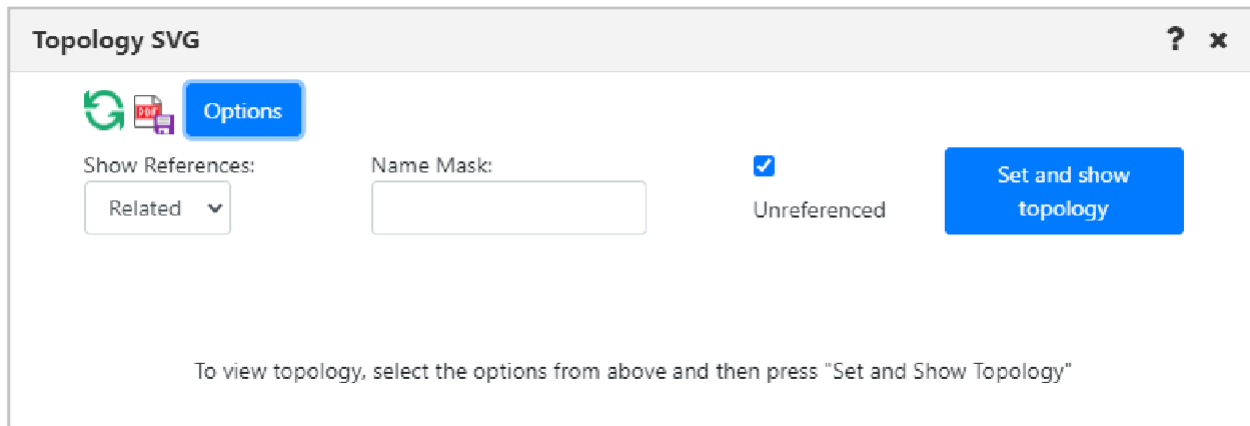 Topology SVG
? ×
PDF
Options
Show References:
Name Mask:
Related
Unreferenced
Set and show
topology
To view topology, select the options from above and then press "Set and Show Topology"